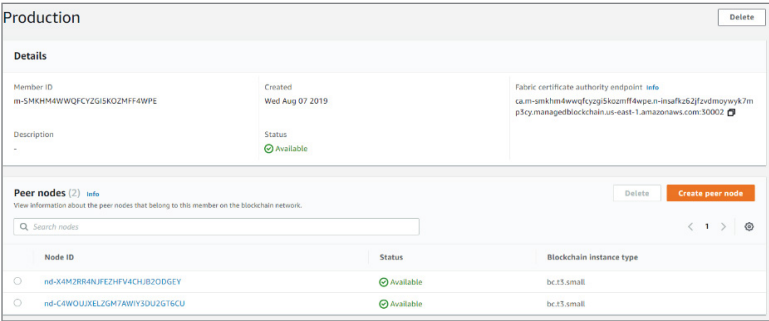 Production
Delete
Details
Member ID
m-SMKHM4WWQFCYZGI5KOZMFF4WPE
Created
Wed Aug 07 2019
Fabric certificate authority endpoint Info
ca.m-smkhm4wwqfcyzgi5kozmff4wpe.n-insafkz62jfzvdmoywyk7m
p3cy.managedblockchain.us-east-1.amazonaws.com:30002
Description
-
Status
Available
Peer nodes (2) Info
View information about the peer nodes that belong to this member on the blockchain network.
Delete
Create peer node
Search nodes
< 1 >
Node ID
Status
Blockchain instance type
nd-X4M2RR4NJFEZHFV4CHJB2ODGEY
Available
bc.t3.small
nd-C4WOUJXELZGM7AWIY3DU2GT6CU
Available
bc.t3.small